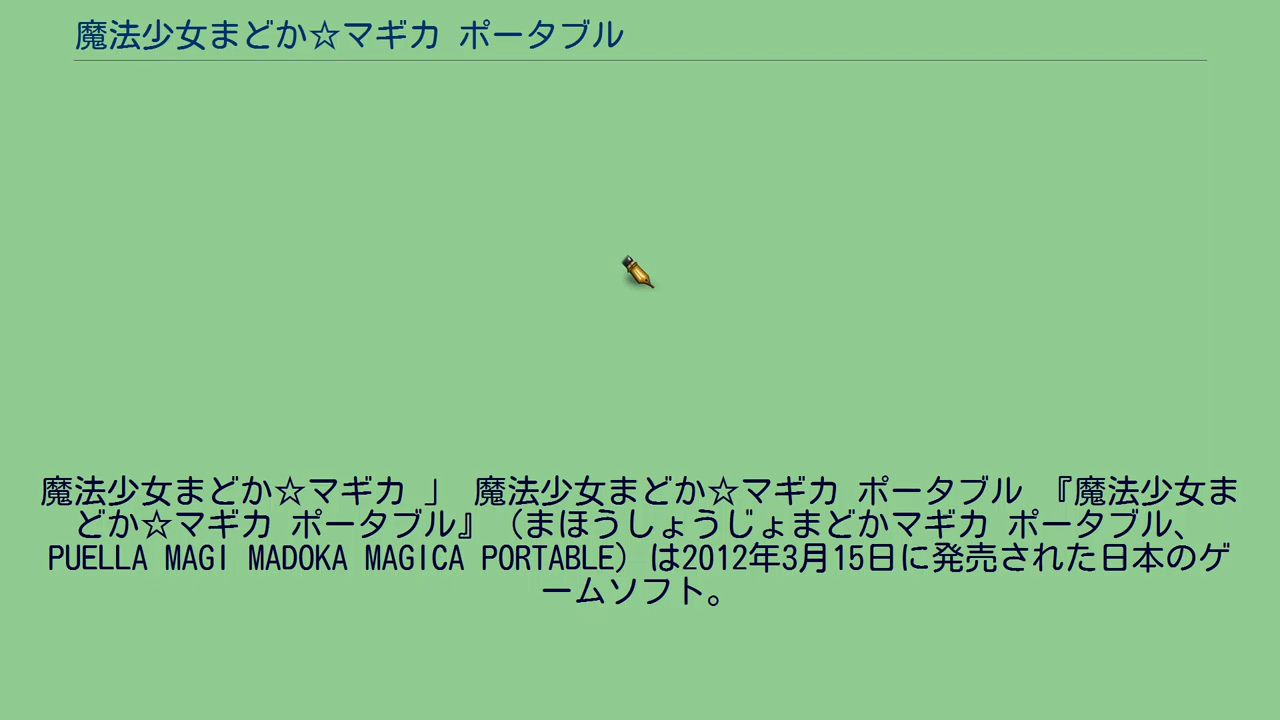 魔法少女まどか☆マギカ ポータブル
魔法少女まどか☆マギカ 」 魔法少女まどか☆マギカ ポータブル 『魔法少女ま
どか☆マギカ ポータブル』（まほうしょうじょまどかマギカ ポータブル、
PUELLA MAGI MADOKA MAGICA PORTABLE）は2012年3月15日に発売された日本のゲ
ームソフト。